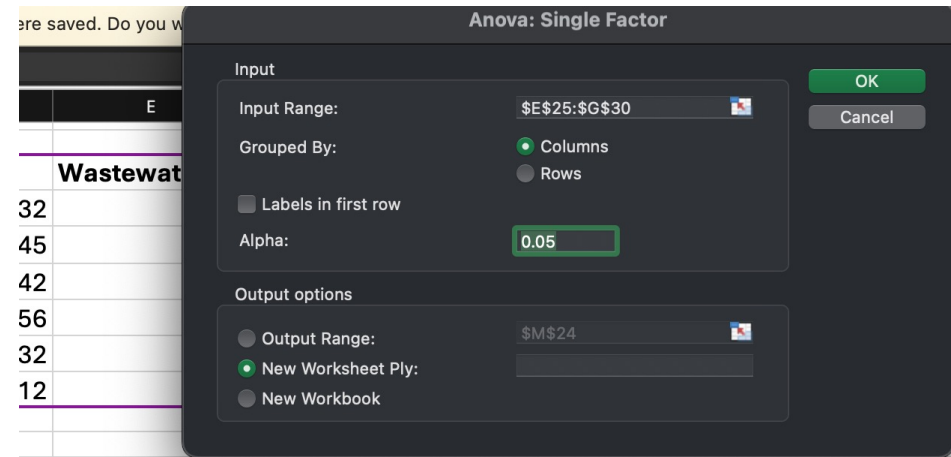 ere saved. Do you w
Anova: Single Factor
Input
OK
E
Input Range: $E$25:$G$30
Cancel
Grouped By: Columns
Wastewat
Rows
32
Labels in first row
45
Alpha: 0.05
42
Output options
56
Output Range: $M$24
32
New Worksheet Ply:
12
New Workbook